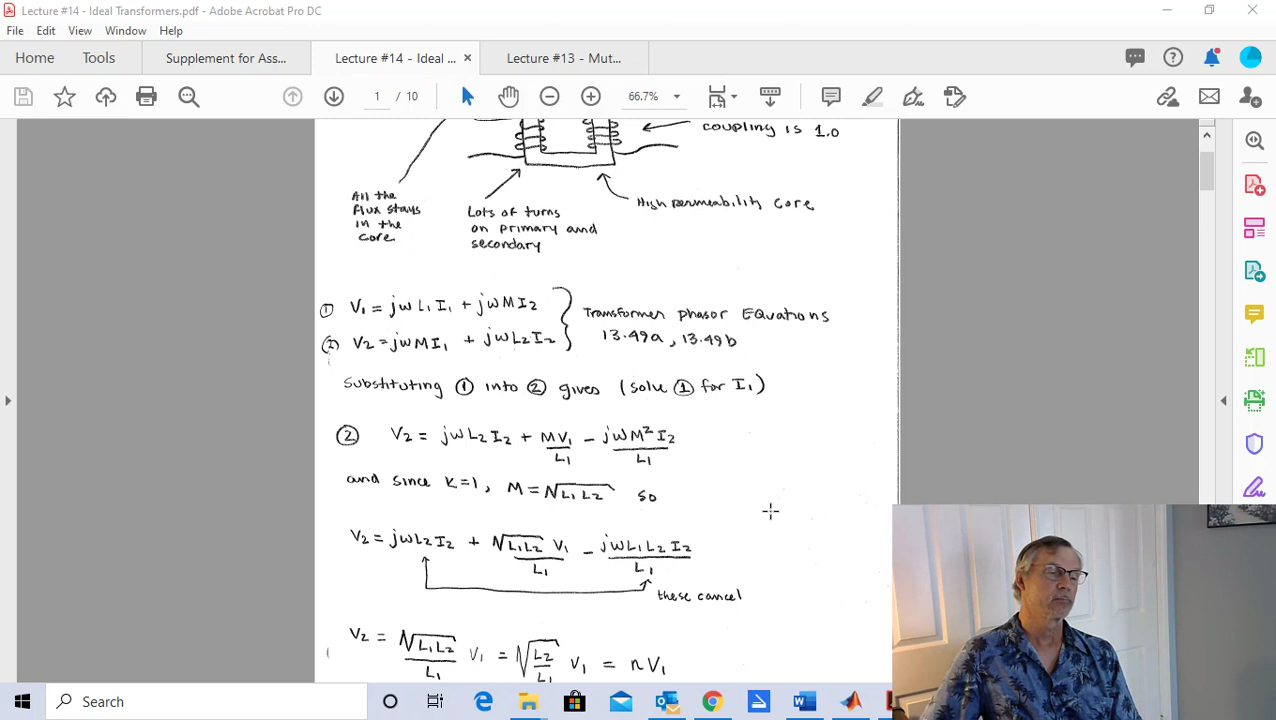 Lecture #14 - Ideal Transformers.pdf - Adobe Acrobat Pro DC
File Edit View Window Help
Home Tools Supplement for Ass... Lecture #14 - Ideal ... × Lecture #13 - Mut...
1 / 10 66.7%
coupling is 1.0
All the
flux stays
in the
core
Lots of turns
on primary and
secondary
High permeability core
① V₁ = jωL₁I₁ + jωMI₂
② V₂ = jωMI₁ + jωL₂I₂
Transformer phasor Equations
13.49a, 13.49b
Substituting ① into ② gives (solve ① for I₁)
② V₂ = jωL₂I₂ + MV₁/L₁ - jωM²I₂/L₁
and since K=1, M = √L₁L₂ so
V₂ = jωL₂I₂ + √L₁L₂/L₁ V₁ - jωL₁L₂I₂/L₁
these cancel
V₂ = √L₁L₂/L₁ V₁ = √L₂/L₁ V₁ = nV₁
Search